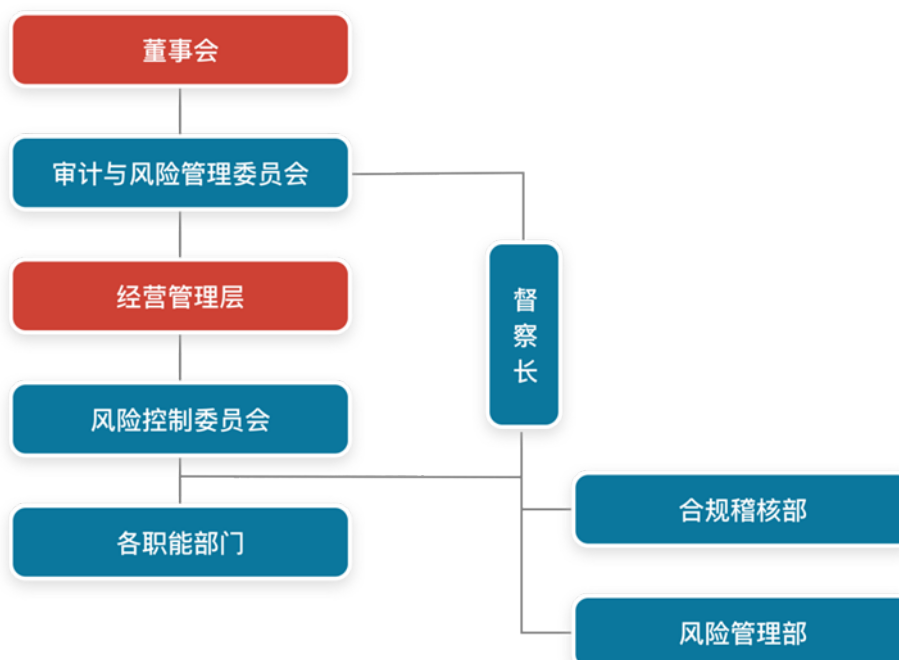 董事会
审计与风险管理委员会
经营管理层
督察长
风险控制委员会
合规稽核部
各职能部门
风险管理部